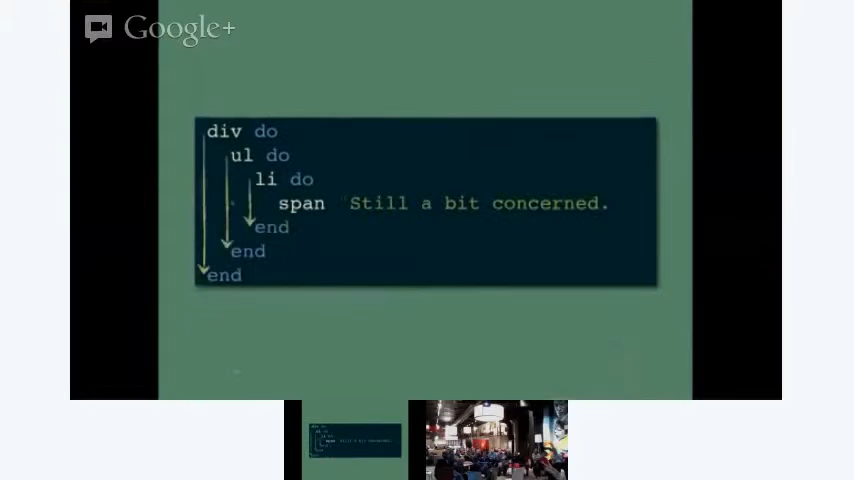 Google+
div do
ul do
li do
span 'Still a bit concerned.
end
end
end